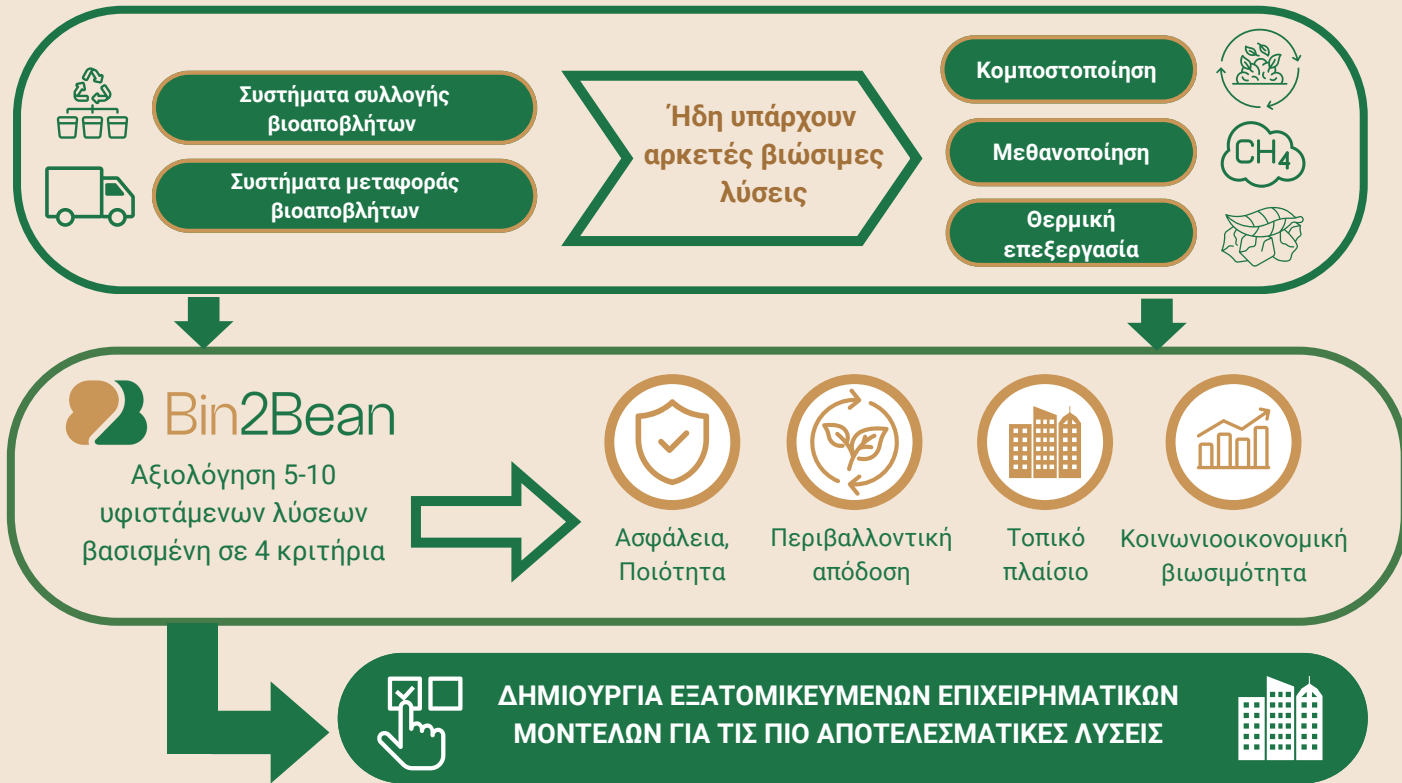 Συστήματα συλλογής
βιοαποβλήτων
Συστήματα μεταφοράς
βιοαποβλήτων
Ήδη υπάρχουν
αρκετές βιώσιμες
λύσεις
Κομποστοποίηση
Μεθανοποίηση
CH4
Θερμική
επεξεργασία
Bin2Bean
Αξιολόγηση 5-10
υφιστάμενων λύσεων
βασισμένη σε 4 κριτήρια
Ασφάλεια,
Ποιότητα
Περιβαλλοντική
απόδοση
Τοπικό
πλαίσιο
Κοινωνιοοικονομική
βιωσιμότητα
ΔΗΜΙΟΥΡΓΙΑ ΕΞΑΤΟΜΙΚΕΥΜΕΝΩΝ ΕΠΙΧΕΙΡΗΜΑΤΙΚΩΝ
ΜΟΝΤΕΛΩΝ ΓΙΑ ΤΙΣ ΠΙΟ ΑΠΟΤΕΛΕΣΜΑΤΙΚΕΣ ΛΥΣΕΙΣ